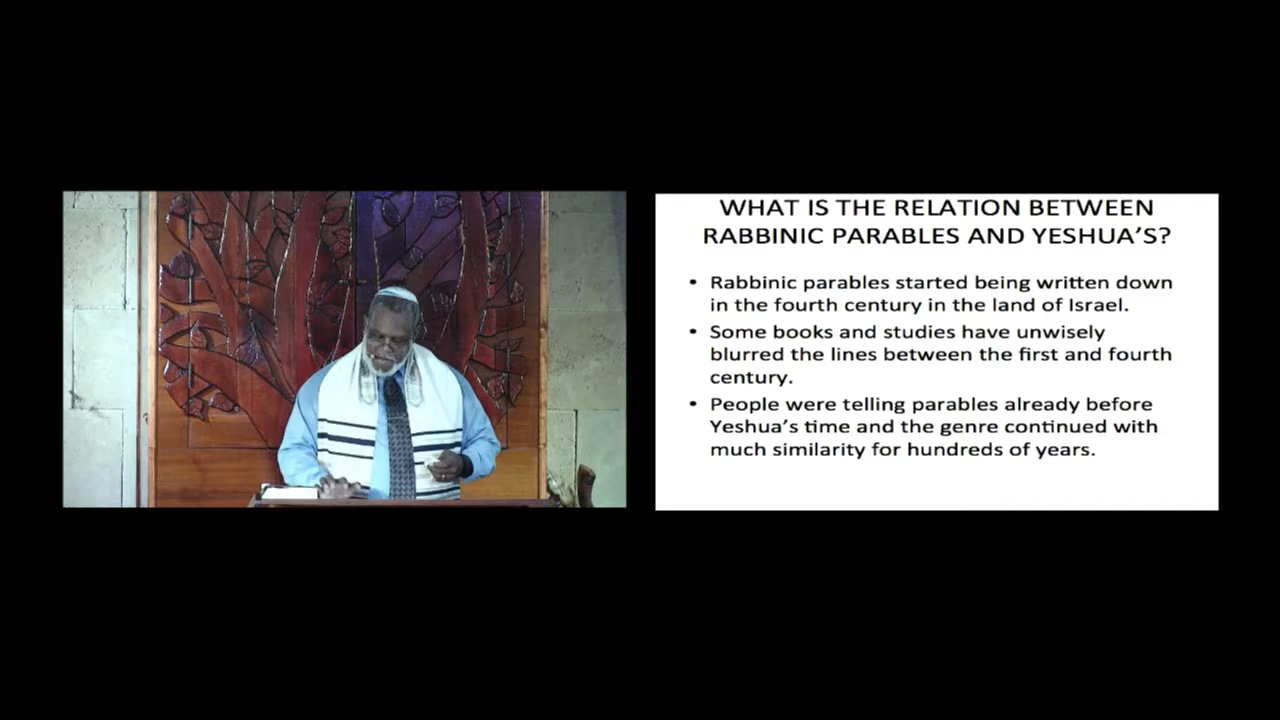 WHAT IS THE RELATION BETWEEN
RABBINIC PARABLES AND YESHUA'S?
• Rabbinic parables started being written down
in the fourth century in the land of Israel.
• Some books and studies have unwisely
blurred the lines between the first and fourth
century.
• People were telling parables already before
Yeshua's time and the genre continued with
much similarity for hundreds of years.